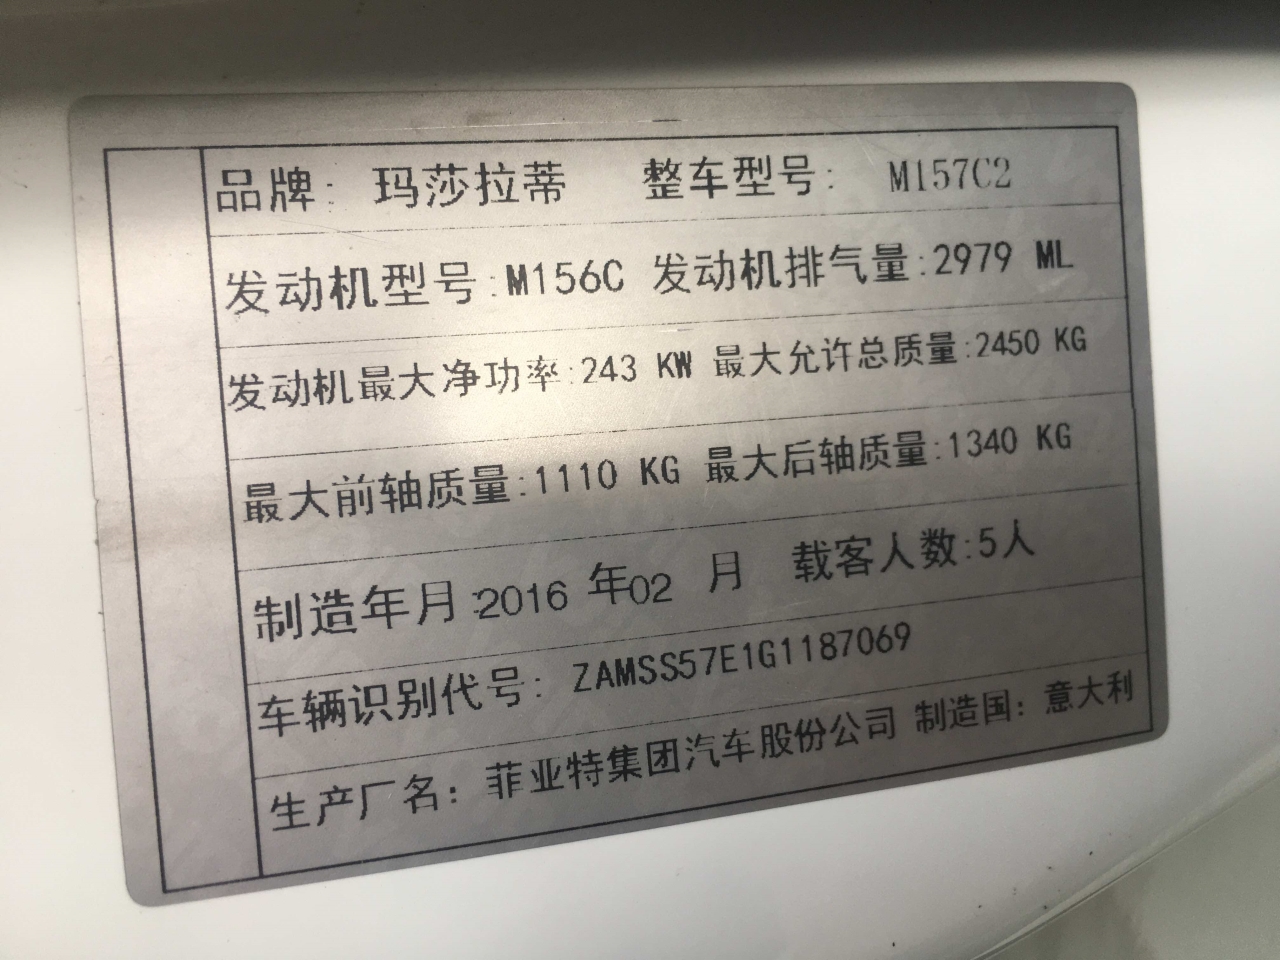 品牌: 玛莎拉蒂 整车型号: M157C2
发动机型号:M156C 发动机排气量:2979 ML
发动机最大净功率:243 KW 最大允许总质量:2450 KG
最大前轴质量:1110 KG 最大后轴质量:1340 KG
制造年月:2016 年02 月 载客人数:5人
车辆识别代号: ZAMSS57E1G1187069
生产厂名: 菲亚特集团汽车股份公司 制造国: 意大利